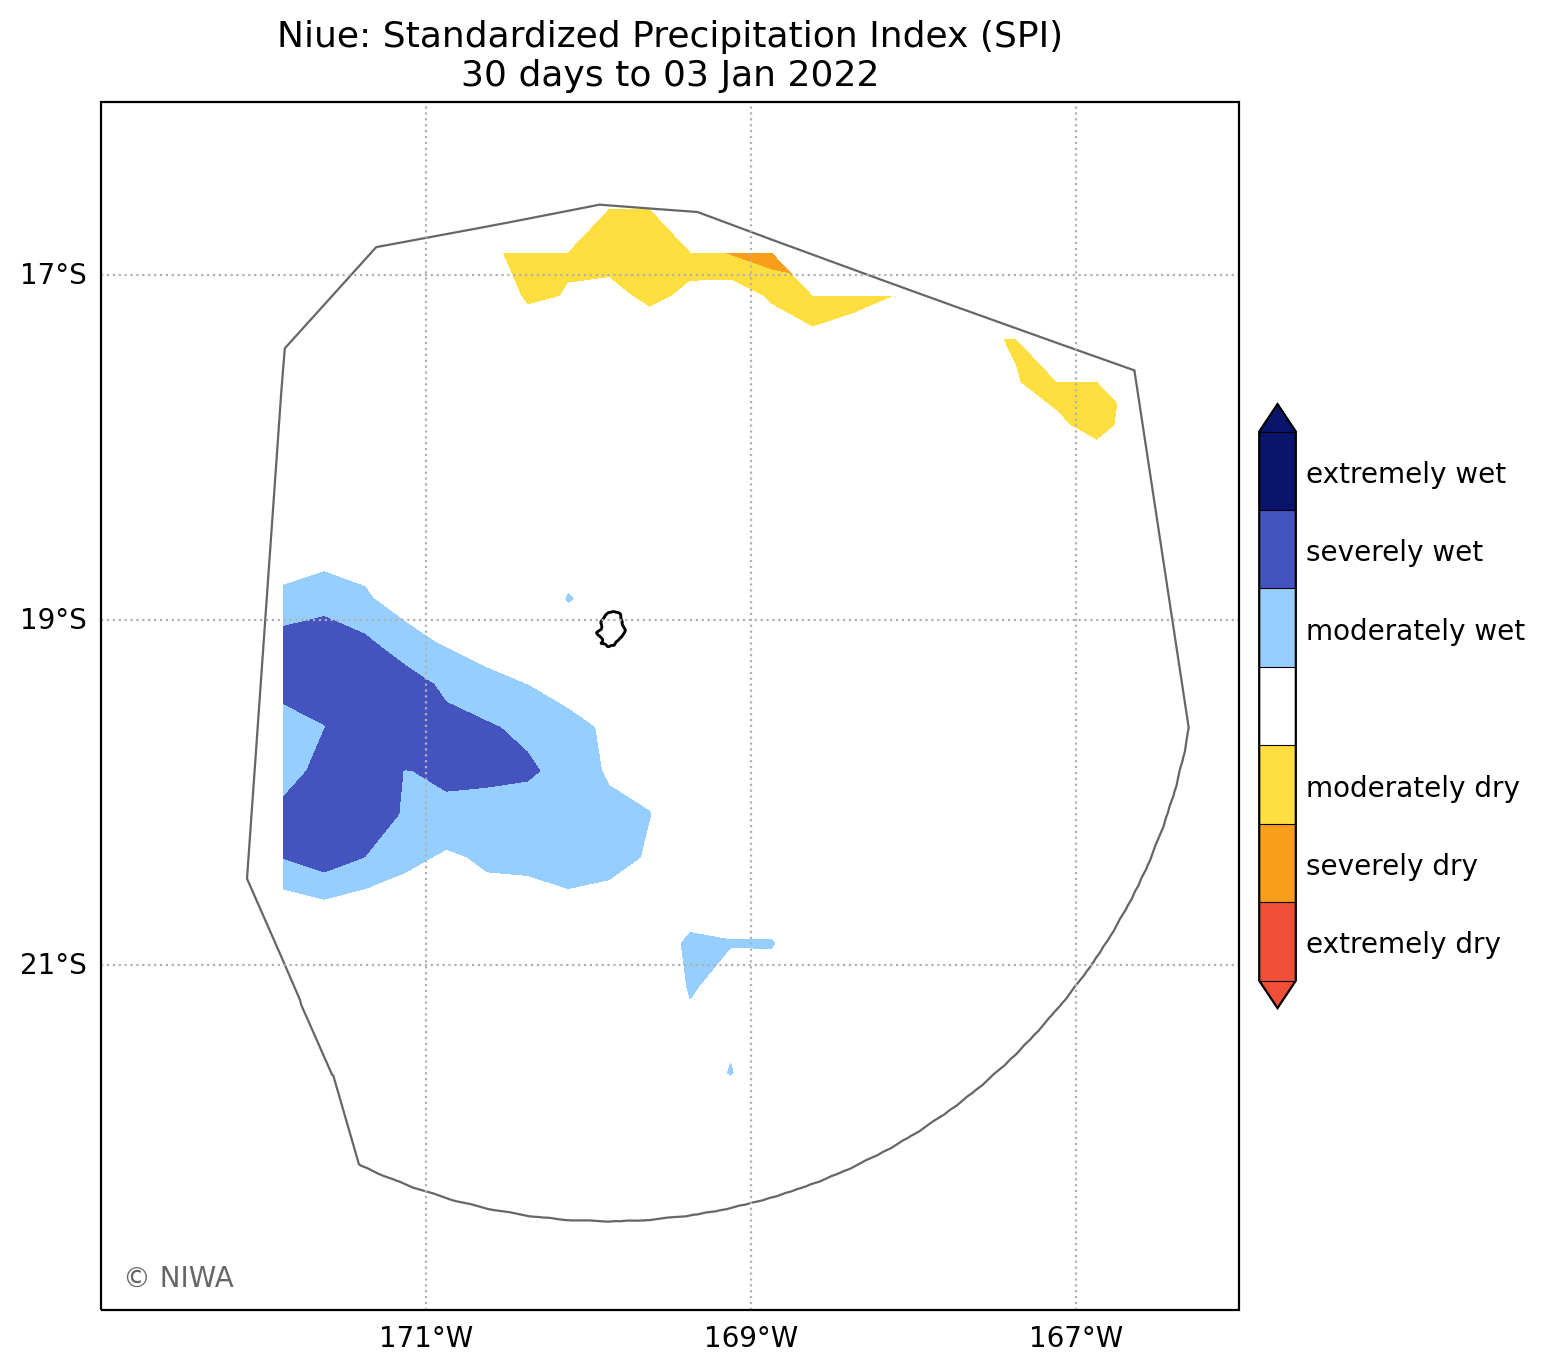 Niue: Standardized Precipitation Index (SPI)
30 days to 03 Jan 2022
17°S
19°S
21°S
171°W
169°W
167°W
extremely wet
severely wet
moderately wet
moderately dry
severely dry
extremely dry
© NIWA